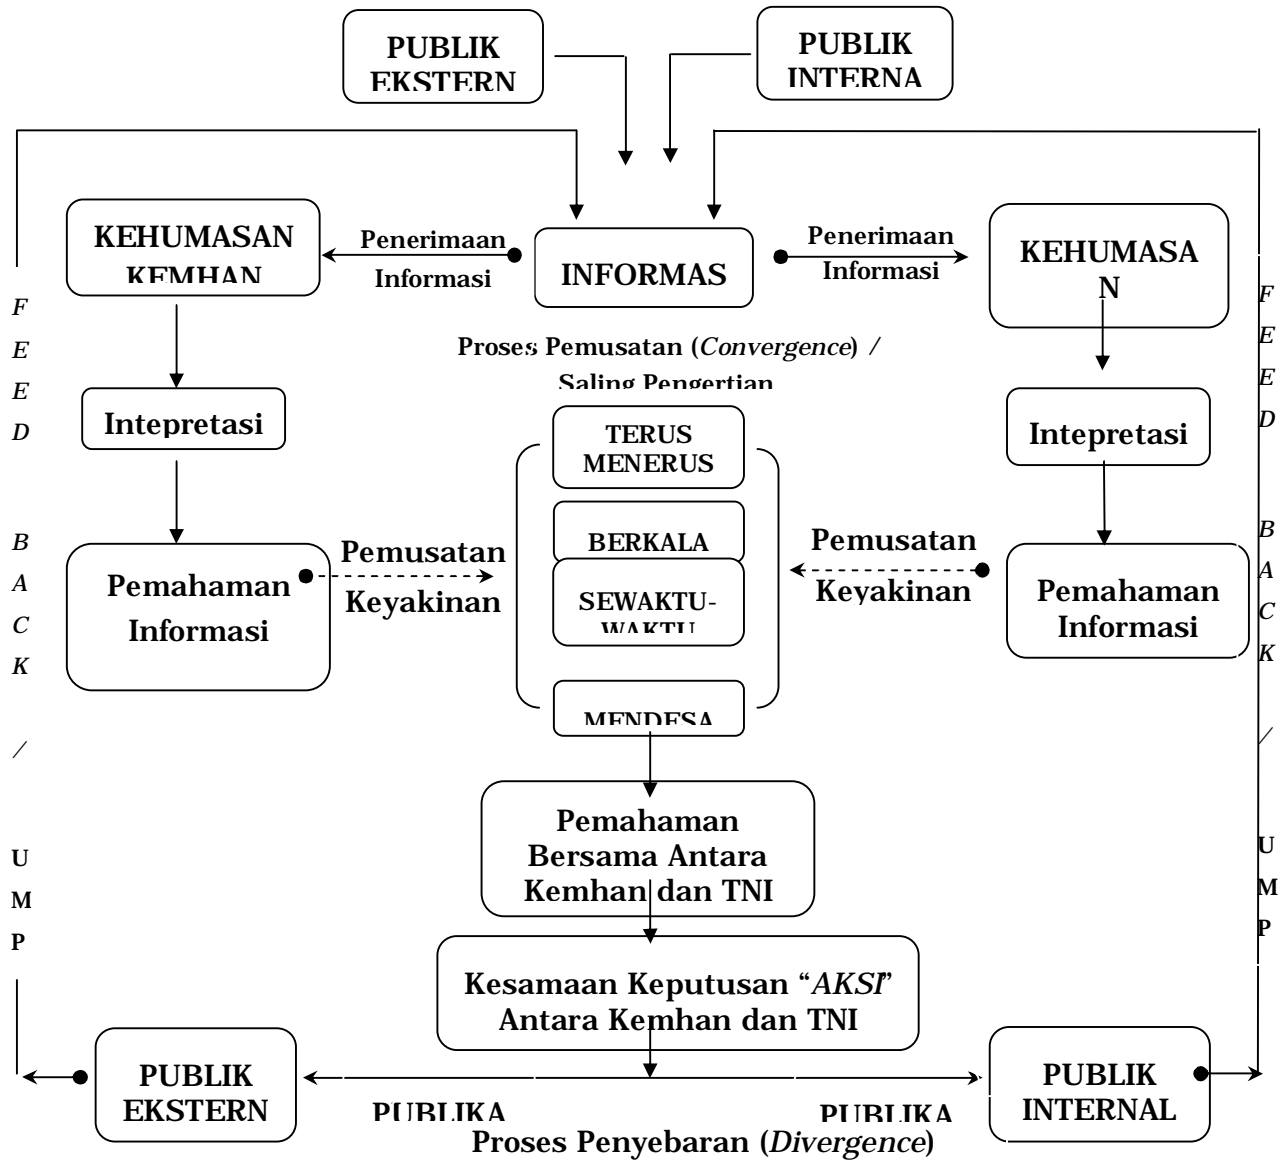 PUBLIK
EKSTERN
PUBLIK
INTERNA
KEHUMASAN
KEMHAN
Penerimaan
Informasi
INFORMAS
Penerimaan
Informasi
KEHUMASA
N
Proses Pemusatan (Convergence) /
Saling Pengertian
Intepretasi
Intepretasi
TERUS
MENERUS
BERKALA
SEWAKTU-
WAKTU
MENDESA
Pemahaman
Informasi
Pemusatan
Keyakinan
Pemusatan
Keyakinan
Pemahaman
Informasi
Pemahaman
Bersama Antara
Kemhan dan TNI
Kesamaan Keputusan “AKSI”
Antara Kemhan dan TNI
PUBLIK
EKSTERN
PUBLIKA
PUBLIKA
PUBLIK
INTERNAL
Proses Penyebaran (Divergence)
F
E
E
D
B
A
C
K
/
U
M
P
F
E
E
D
B
A
C
K
/
U
M
P